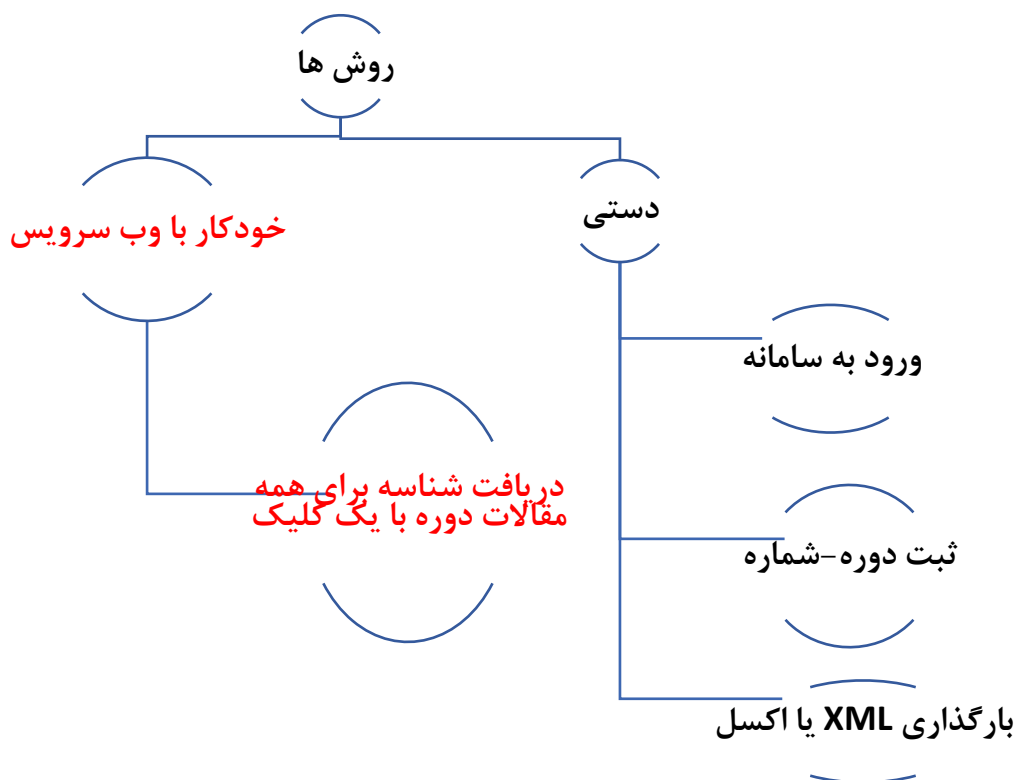 روش ها
دستی
خودکار با وب سرویس
ورود به سامانه
دریافت شناسه برای همه
مقالات دوره با یک کلیک
ثبت دوره-شماره
بارگذاری XML یا اکسل